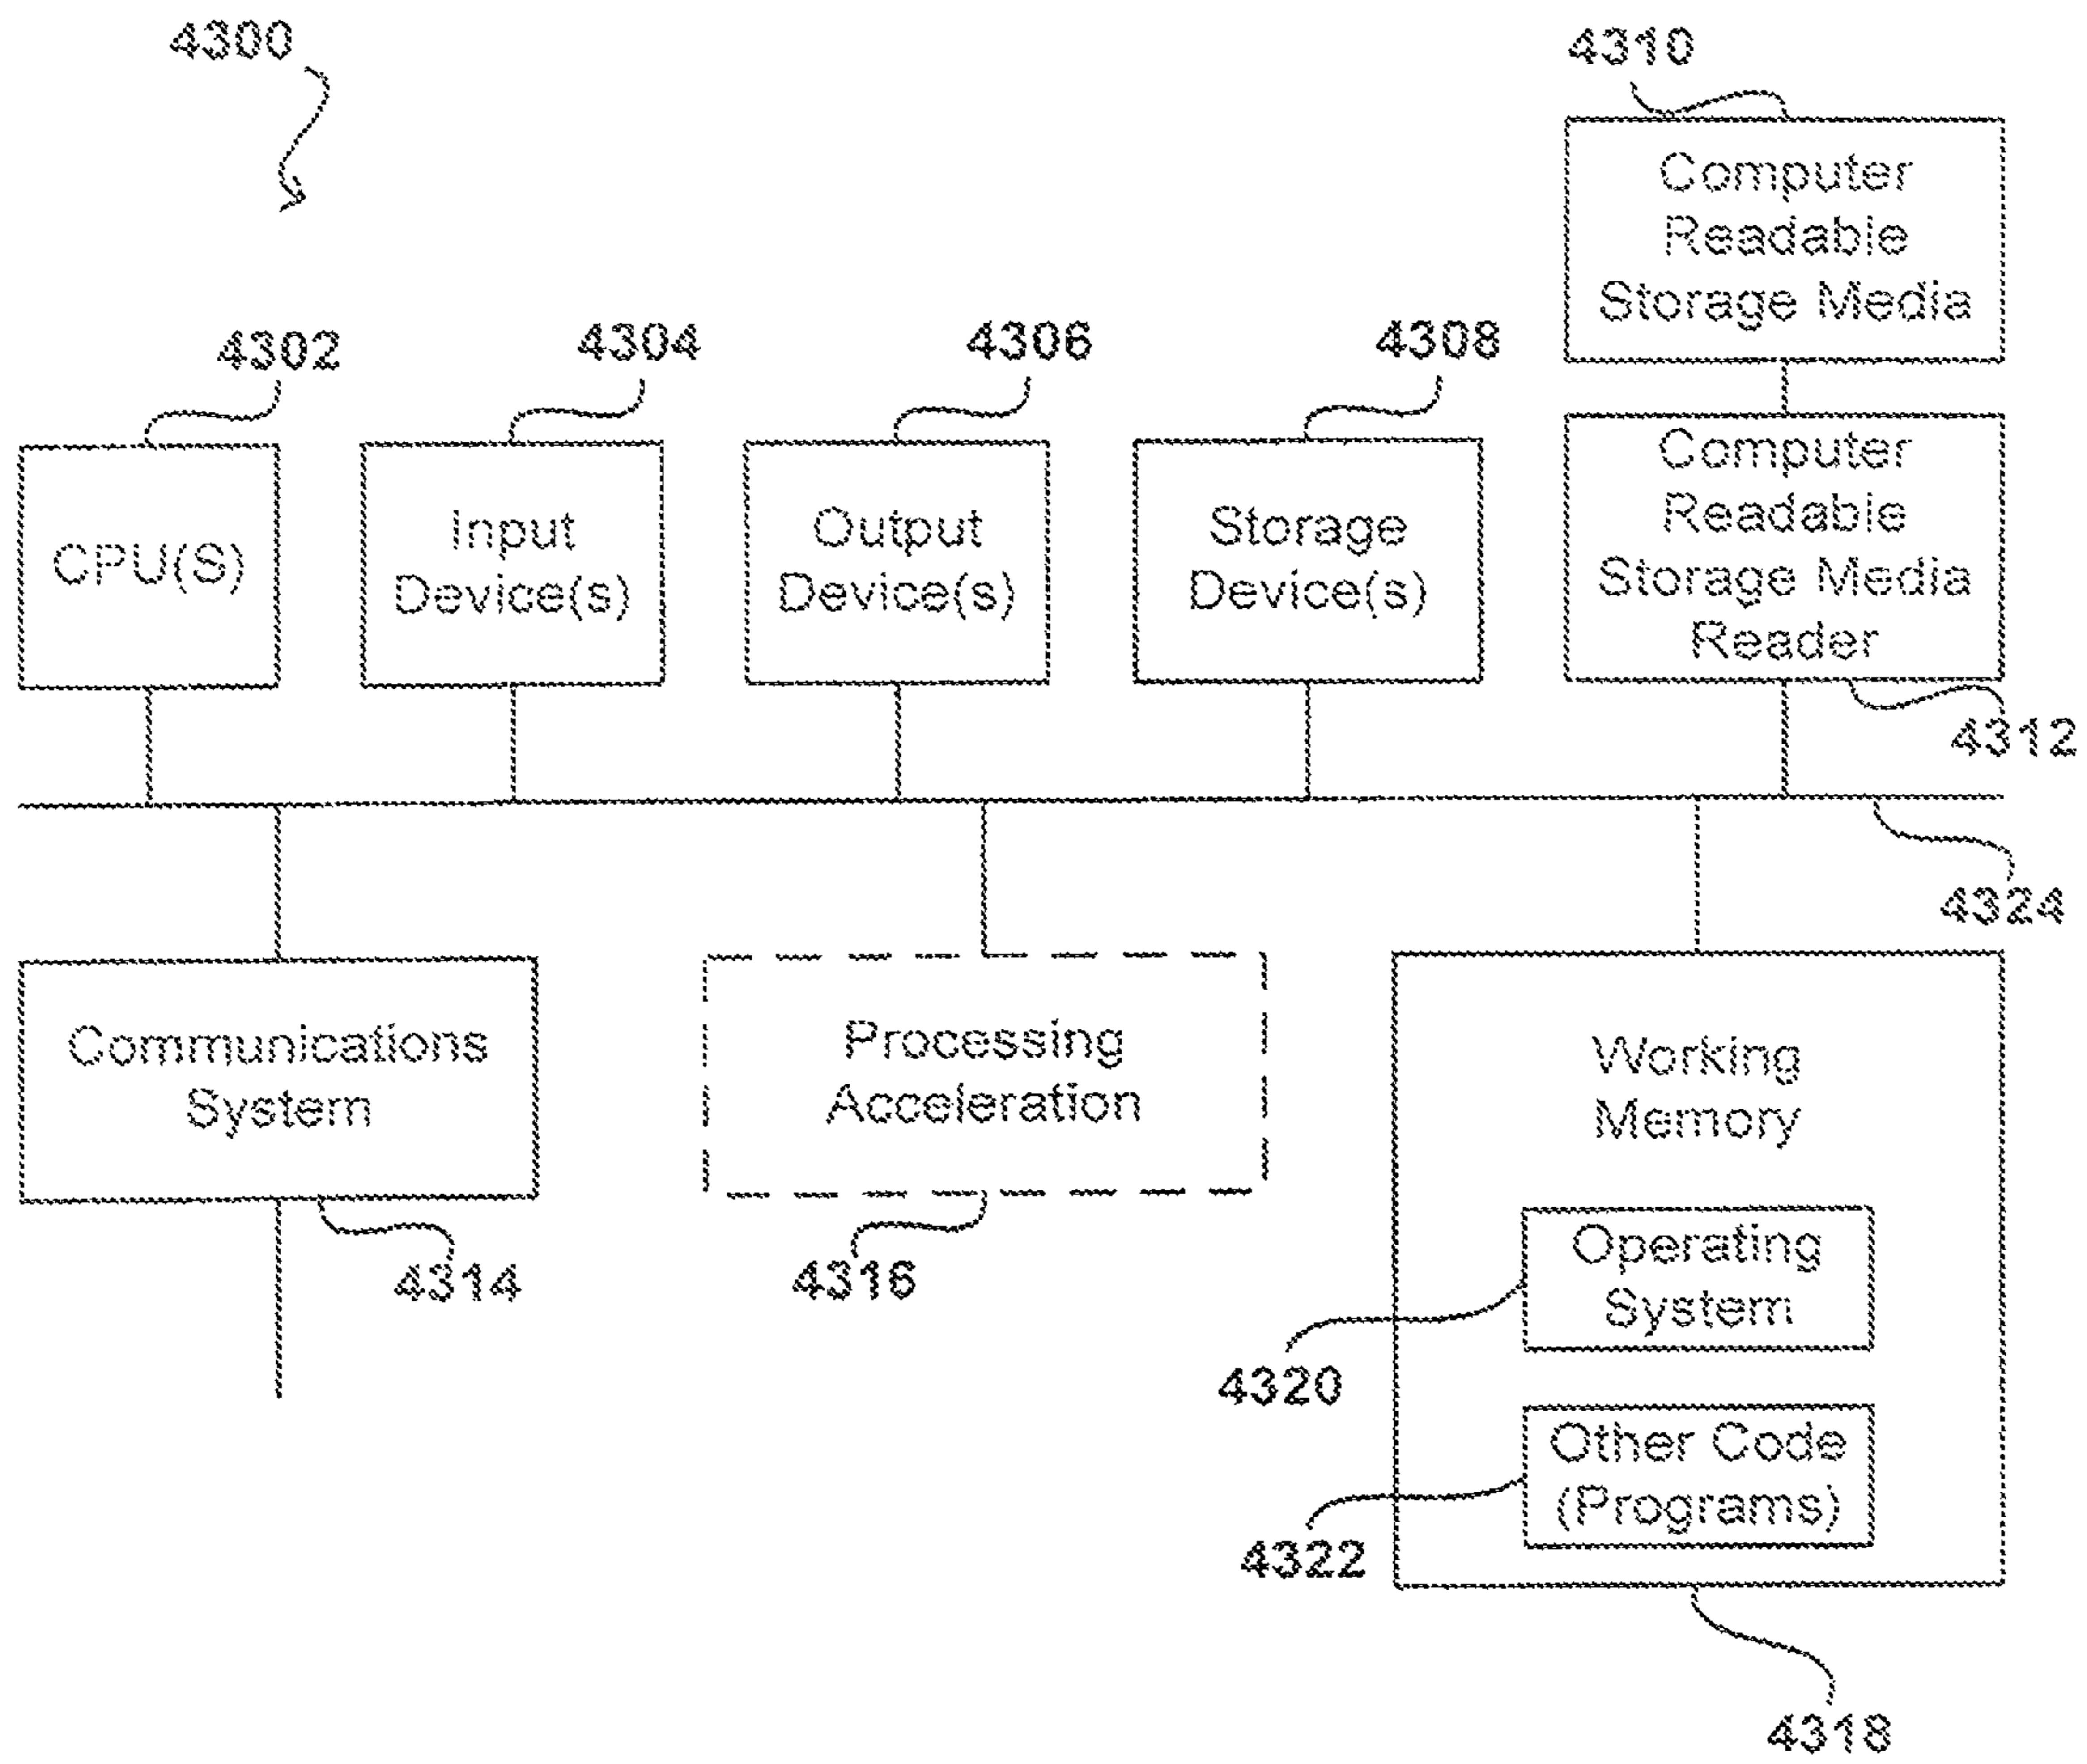 4300
4310
Computer
Readable
Storage Media
4302
4304
4306
4308
CPU(S)
Input
Device(s)
Output
Device(s)
Storage
Device(s)
Computer
Readable
Storage Media
Reader
4312
4324
Communications
System
4314
Processing
Acceleration
4316
Working
Memory
Operating
System
4320
Other Code
(Programs)
4322
4318